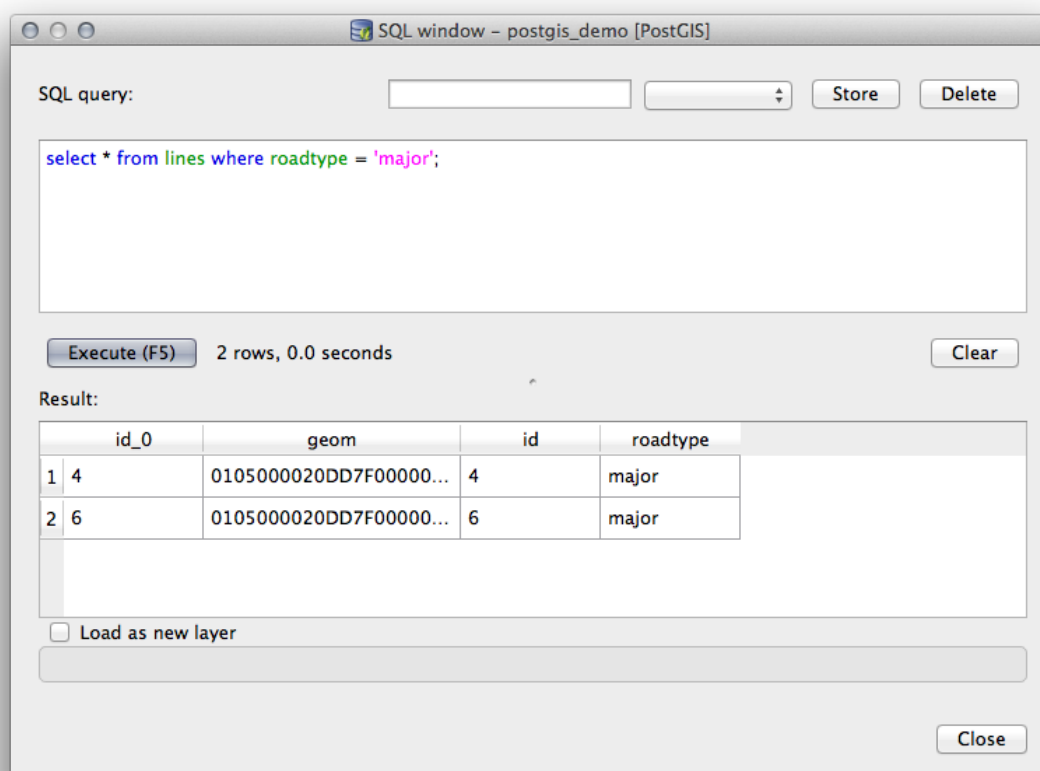 SQL window – postgis_demo [PostGIS]
SQL query: Store Delete
select * from lines where roadtype = 'major';
Execute (F5) 2 rows, 0.0 seconds Clear
Result:
id_0 geom id roadtype
1 4 0105000020DD7F00000... 4 major
2 6 0105000020DD7F00000... 6 major
Load as new layer
Close